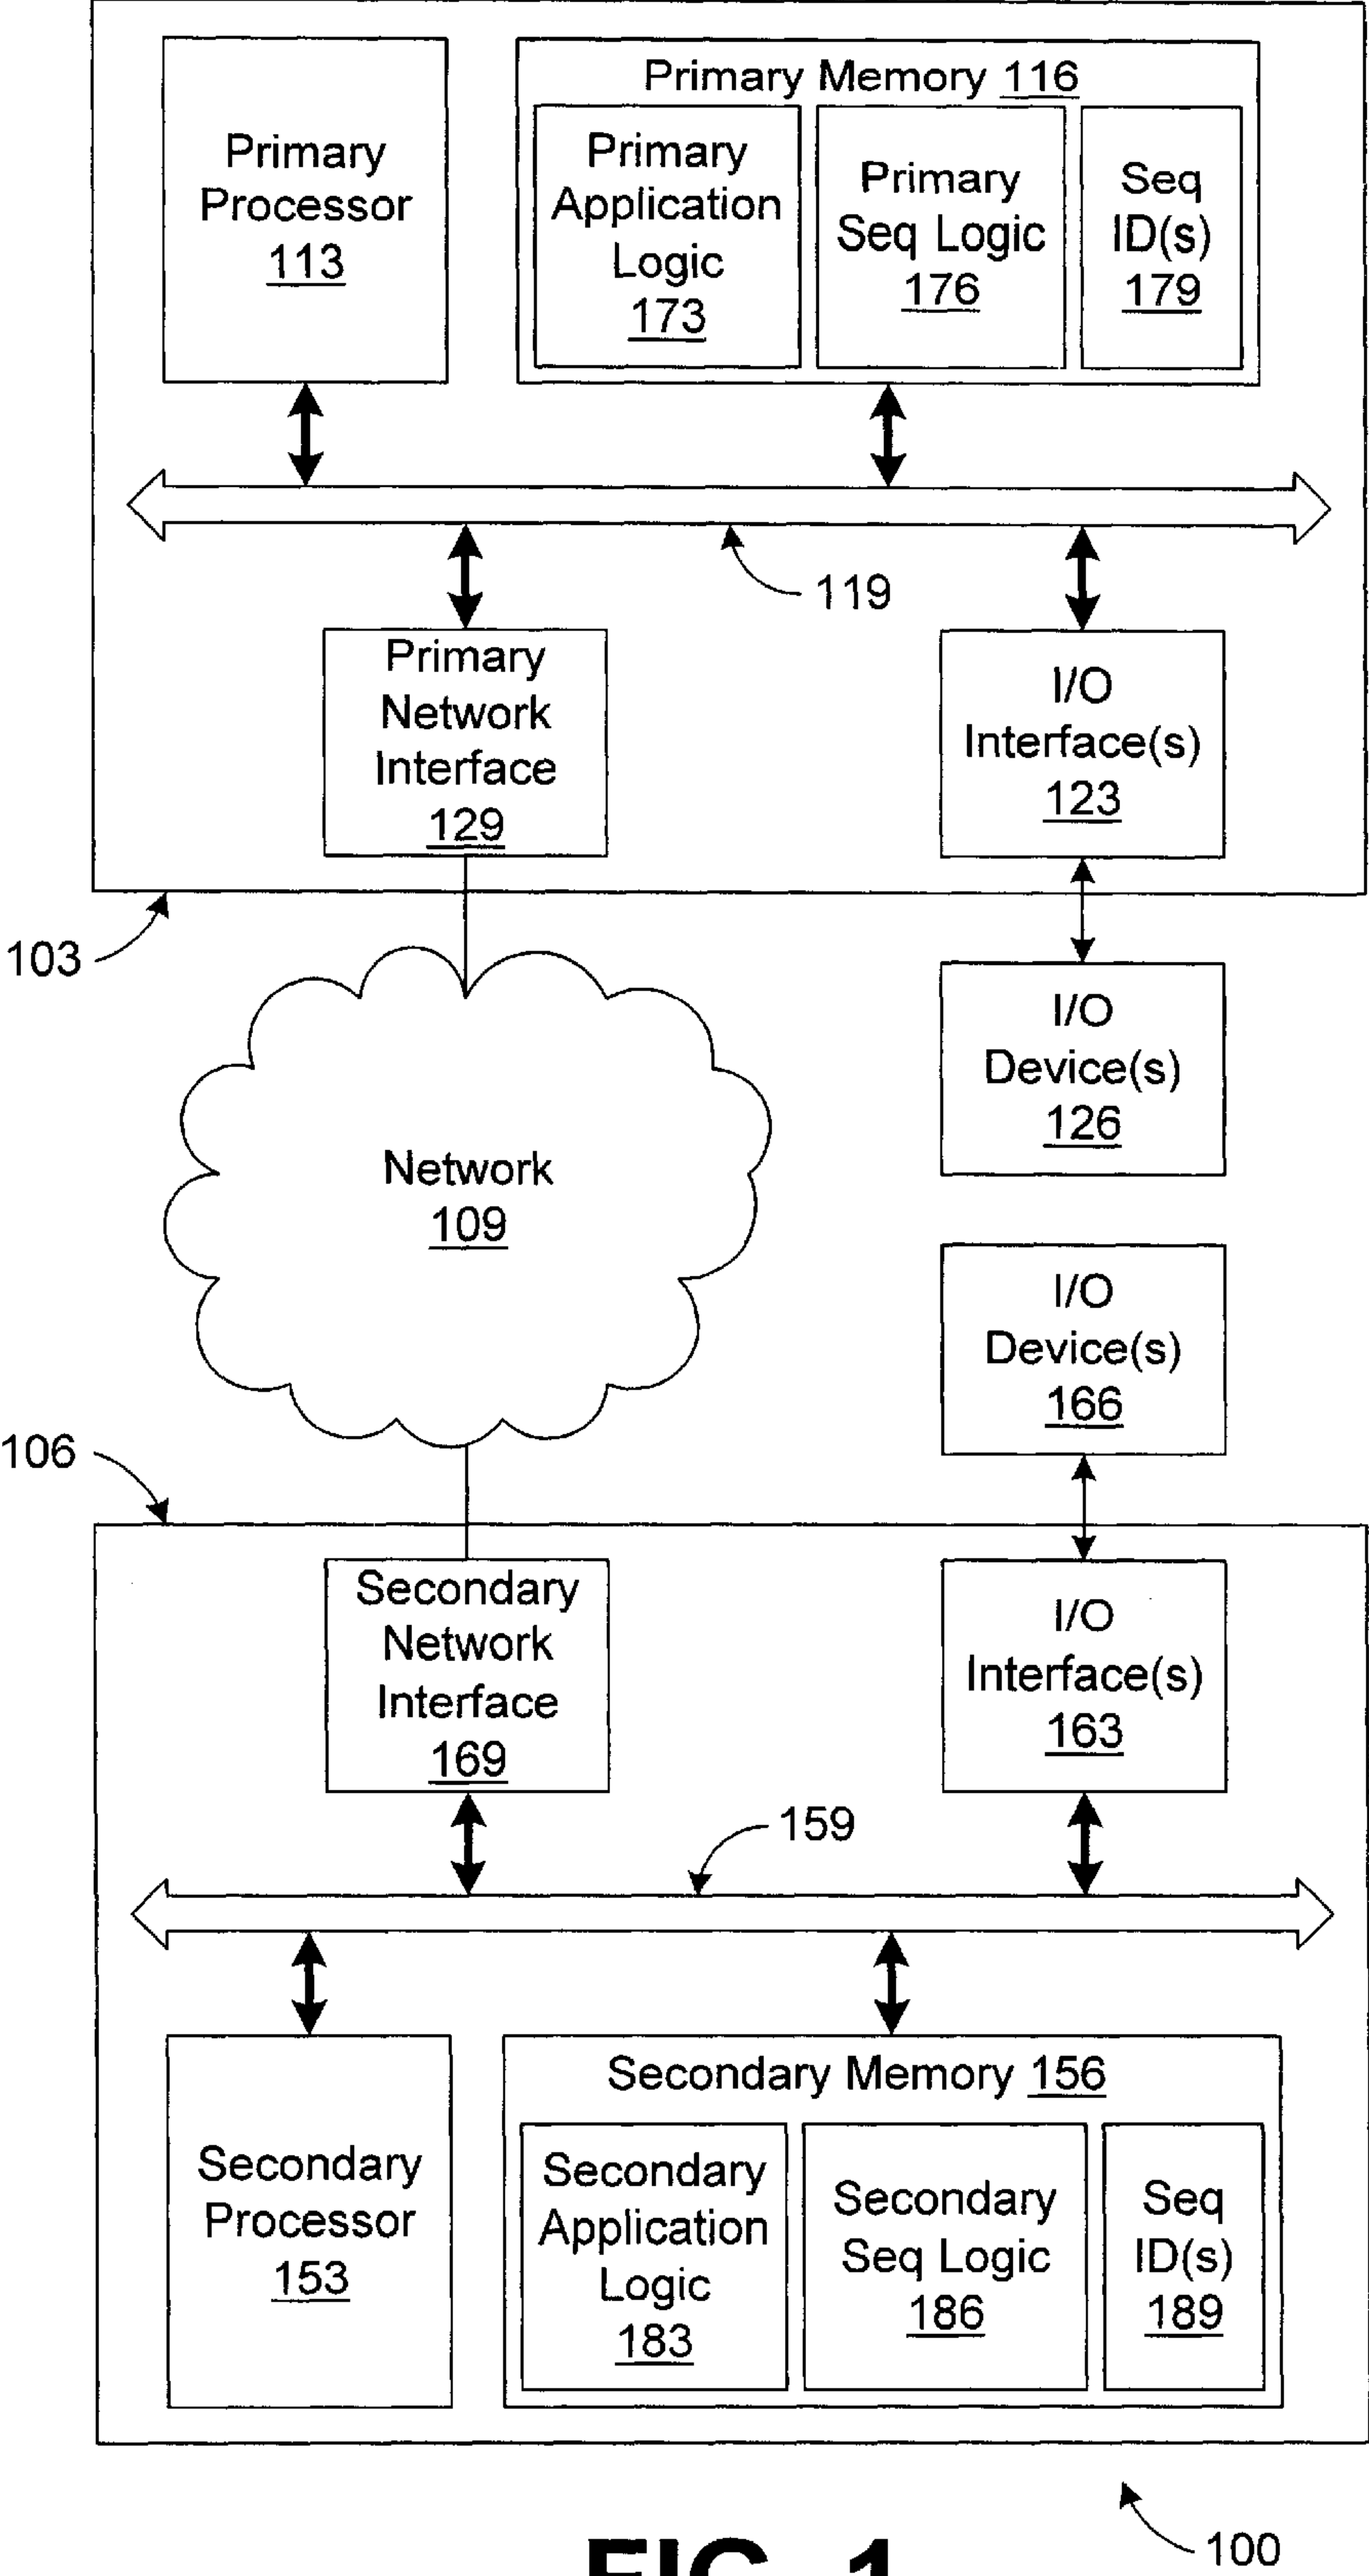 Primary Memory 116
Primary
Processor
113
Primary
Application
Logic
173
Primary
Seq Logic
176
Seq
ID(s)
179
119
Primary
Network
Interface
129
I/O
Interface(s)
123
103
I/O
Device(s)
126
Network
109
I/O
Device(s)
166
106
Secondary
Network
Interface
169
I/O
Interface(s)
163
159
Secondary
Processor
153
Secondary Memory 156
Secondary
Application
Logic
183
Secondary
Seq Logic
186
Seq
ID(s)
189
100
FIG. 1